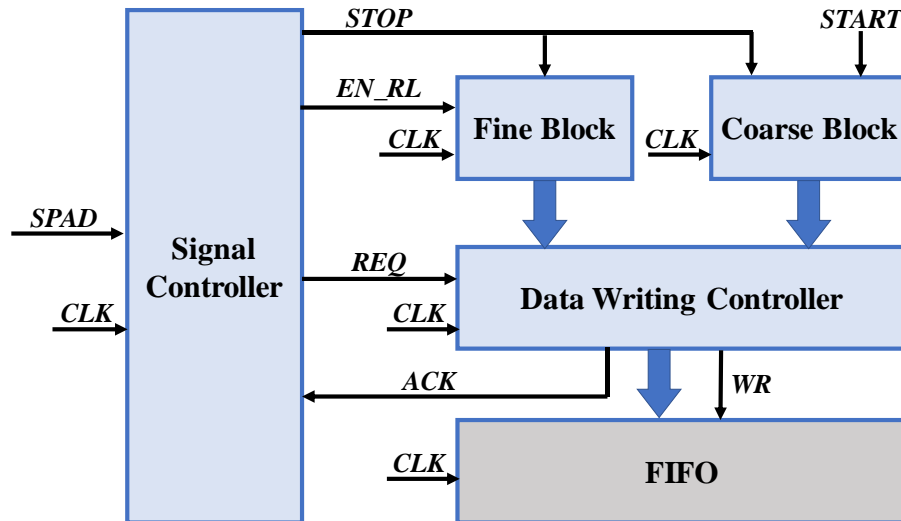 STOP
START
EN_RL
Fine Block
Coarse Block
CLK
CLK
SPAD
Signal
Controller
REQ
Data Writing Controller
CLK
CLK
ACK
WR
CLK
FIFO